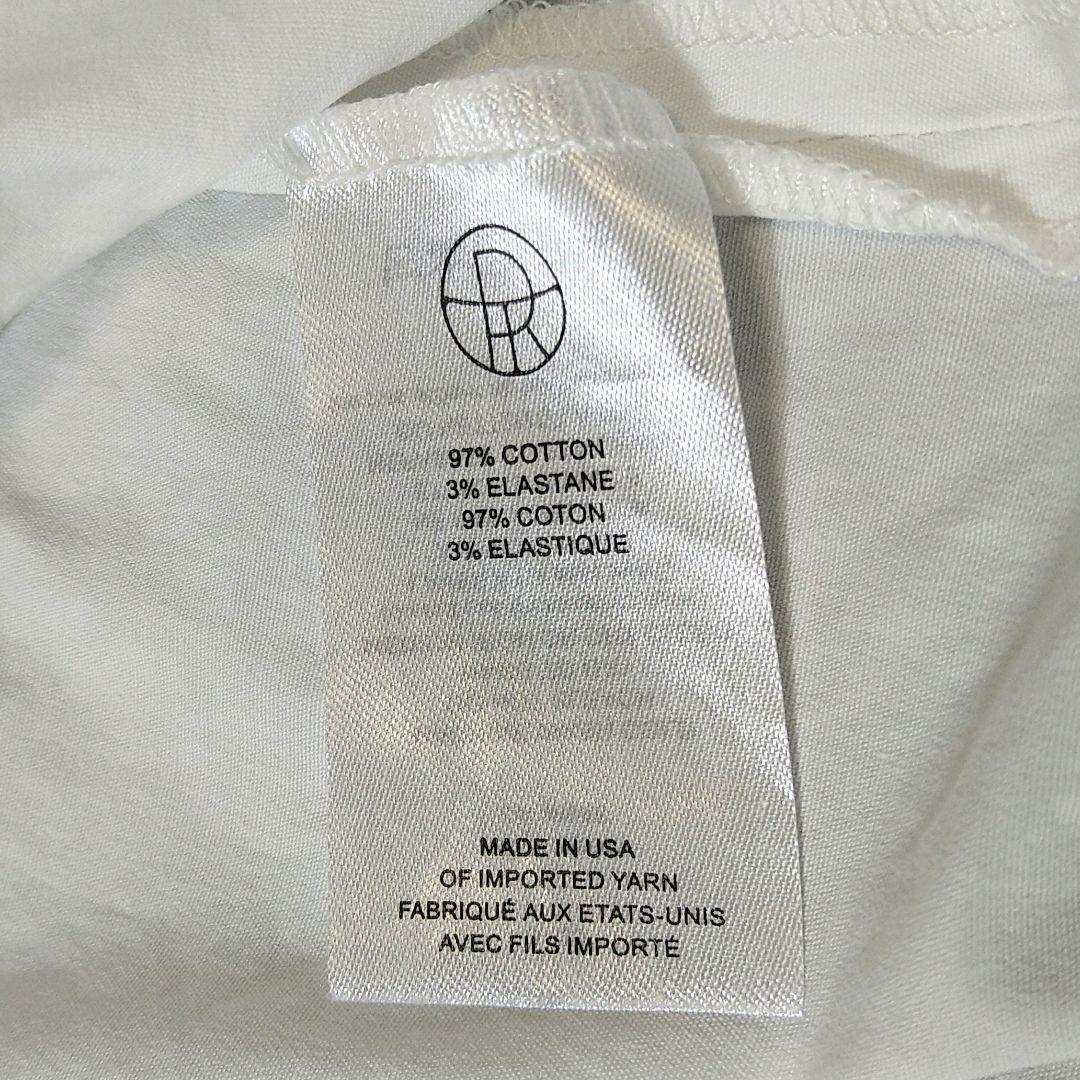 97% COTTON
3% ELASTANE
97% COTON
3% ELASTIQUE
MADE IN USA
OF IMPORTED YARN
FABRIQUÉ AUX ETATS-UNIS
AVEC FILS IMPORTÉ